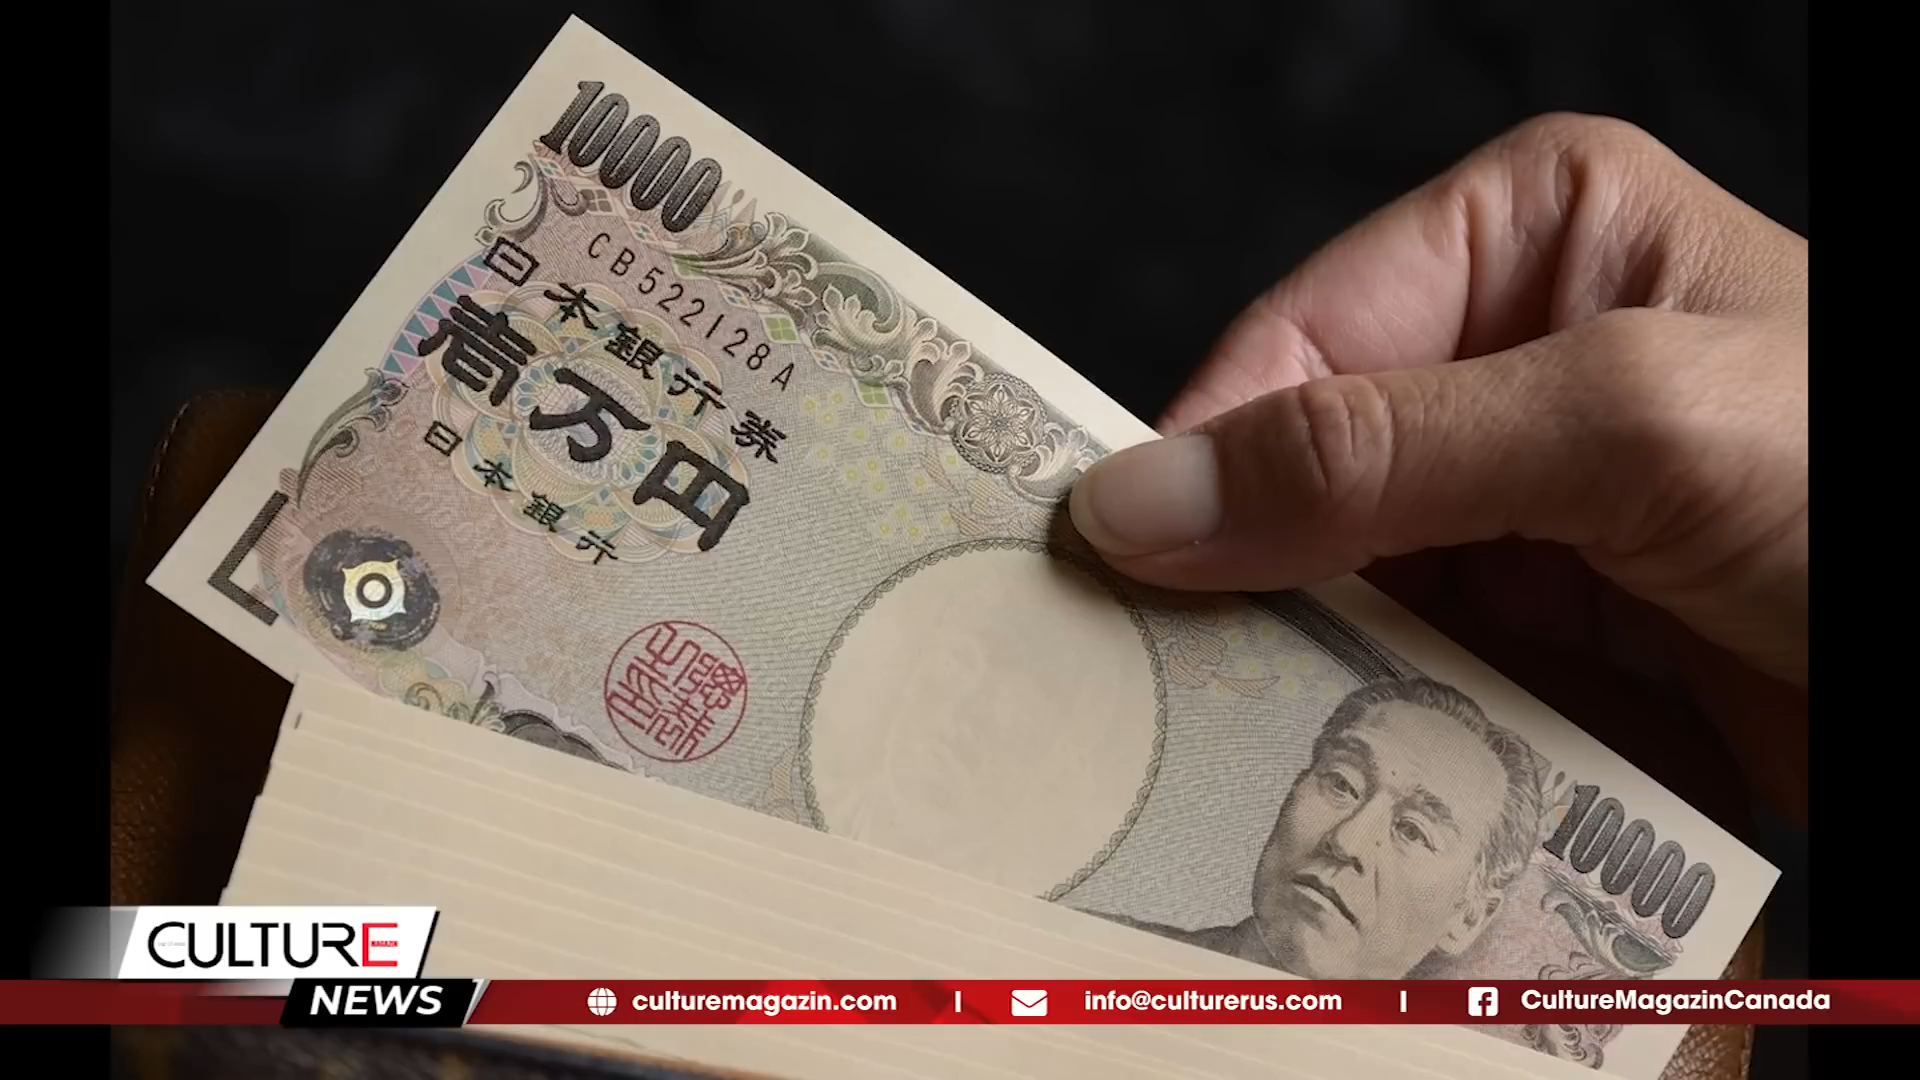 10000
CB522128A
日本銀行券
壱万円
日本銀行
10000
CULTURE
NEWS
culturemagazin.com | info@culturerus.com | CultureMagazinCanada